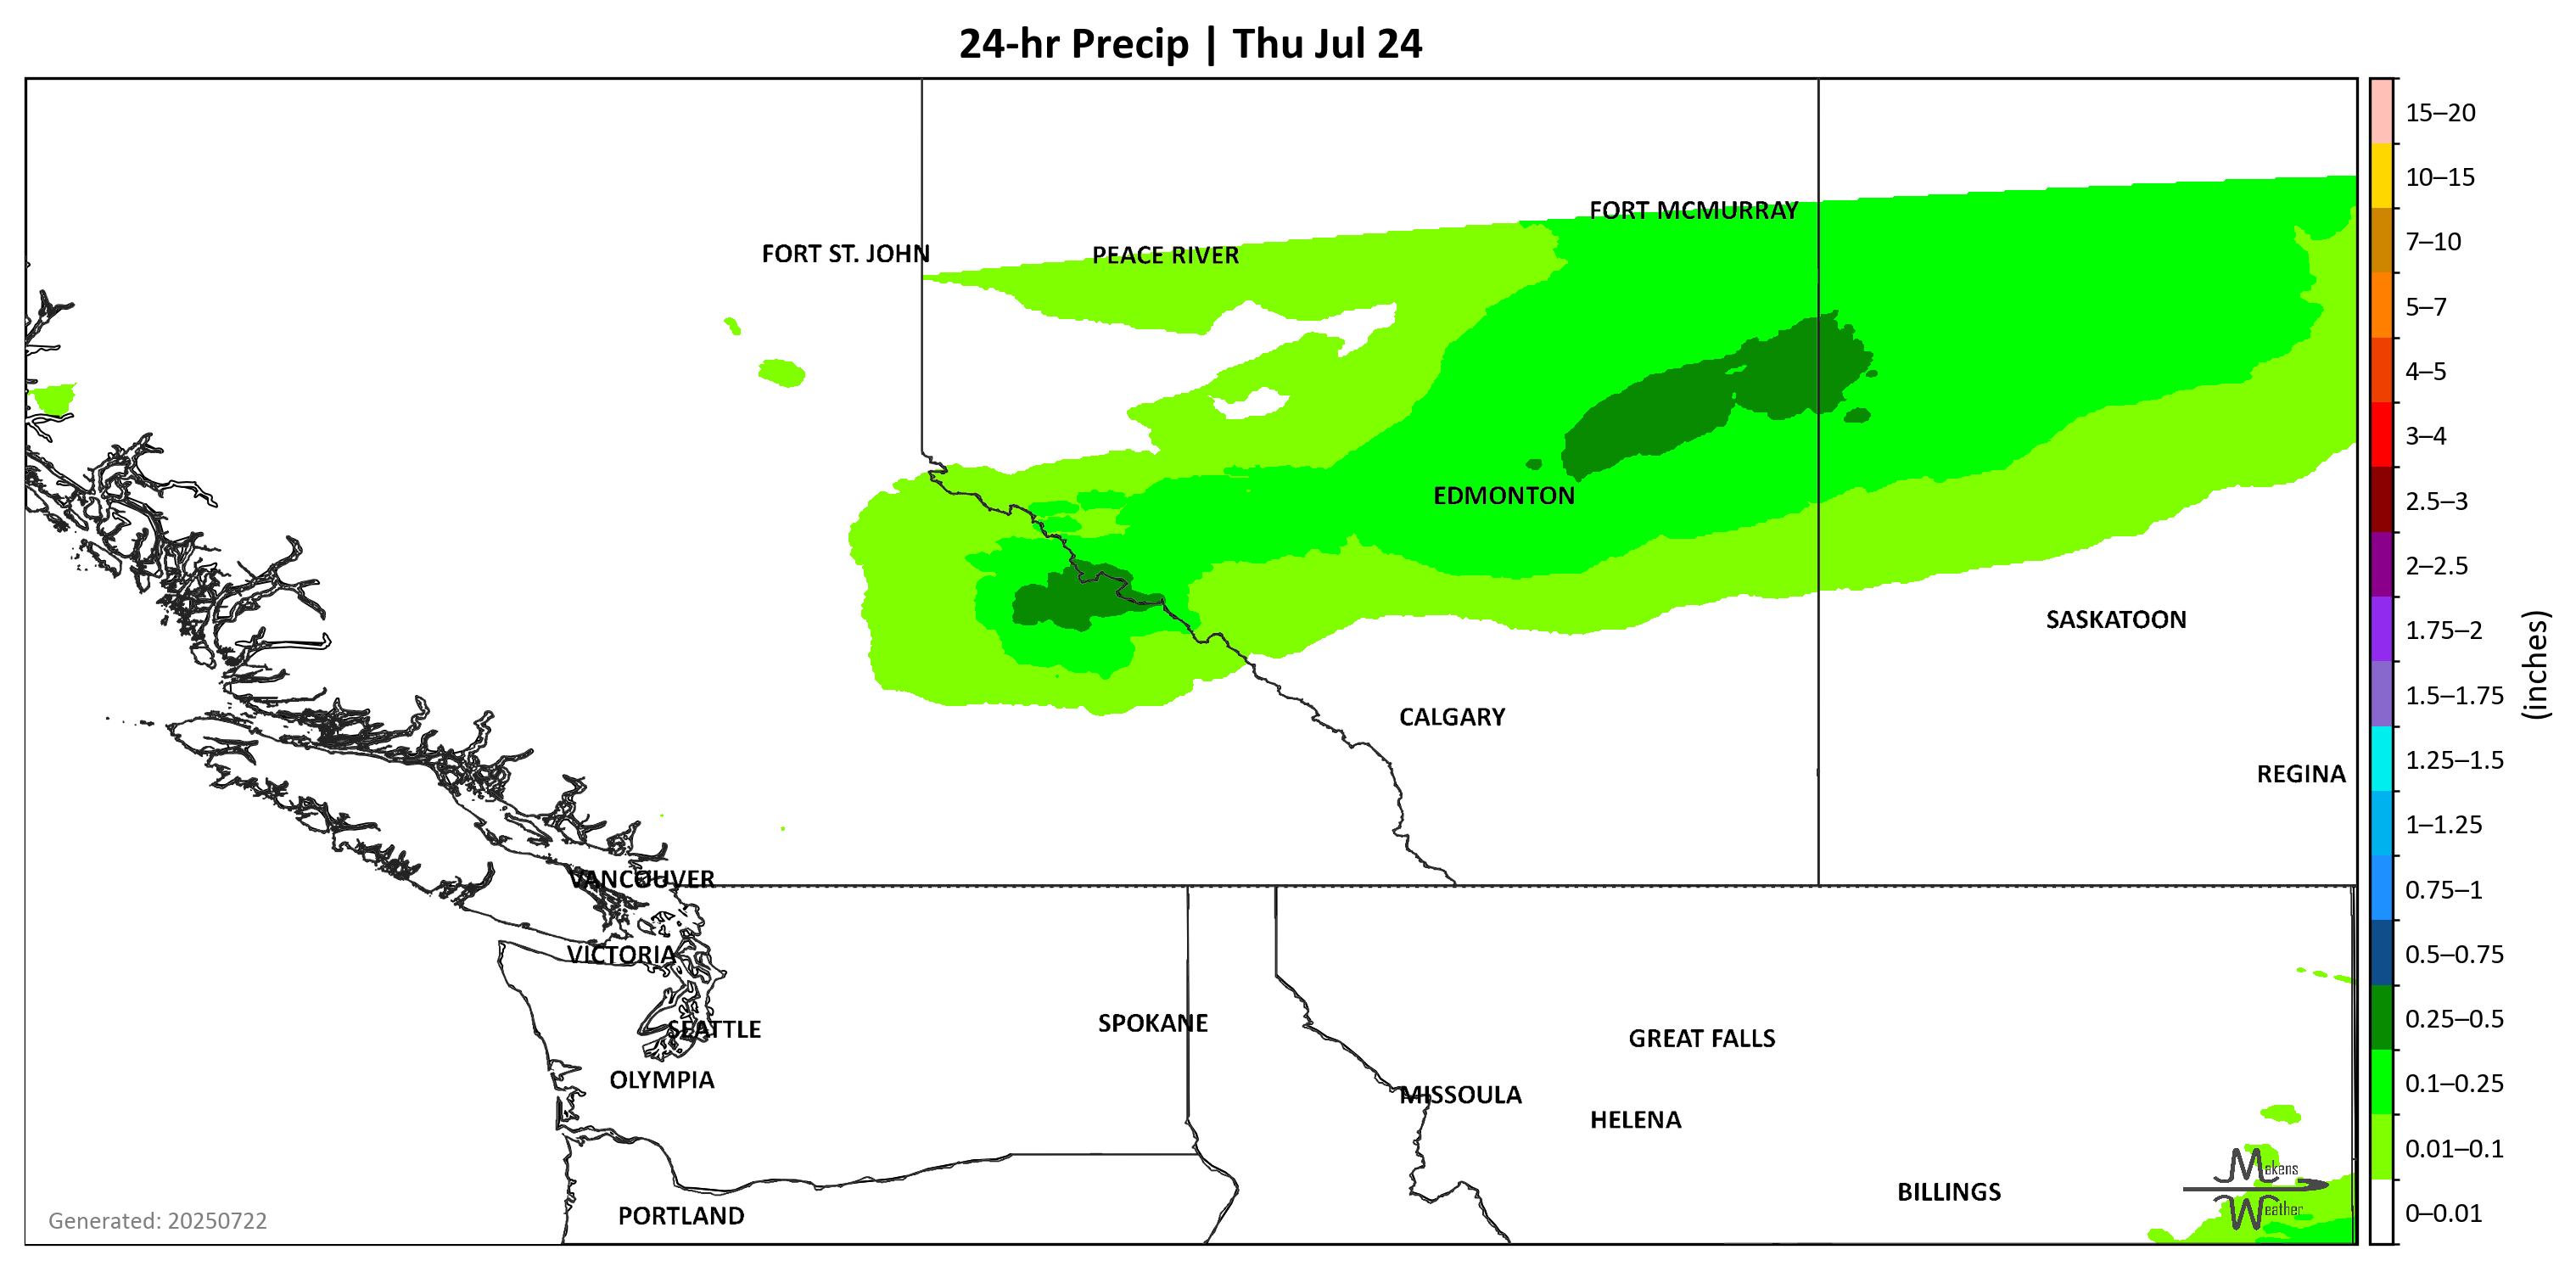 24-hr Precip | Thu Jul 24
FORT MCMURRAY
FORT ST. JOHN
PEACE RIVER
EDMONTON
SASKATOON
CALGARY
REGINA
VANCOUVER
VICTORIA
SPOKANE
SEATTLE
GREAT FALLS
OLYMPIA
MISSOULA
HELENA
BILLINGS
PORTLAND
Makens
Weather
Generated: 20250722
15–20
10–15
7–10
5–7
4–5
3–4
2.5–3
2–2.5
1.75–2
1.5–1.75
1.25–1.5
1–1.25
0.75–1
0.5–0.75
0.25–0.5
0.1–0.25
0.01–0.1
0–0.01
(inches)